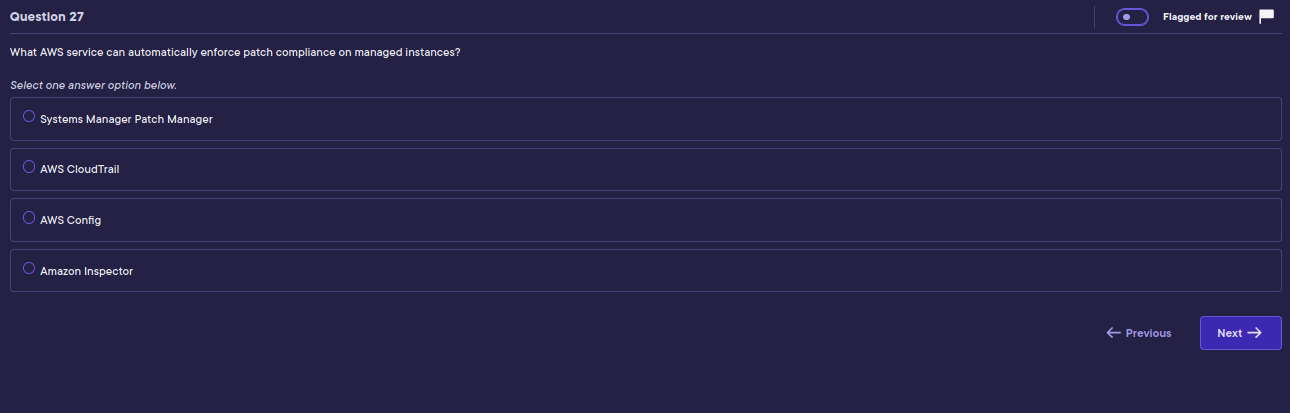 Question 27
Flagged for review
What AWS service can automatically enforce patch compliance on managed instances?
Select one answer option below.
Systems Manager Patch Manager
AWS CloudTrail
AWS Config
Amazon Inspector
Previous
Next